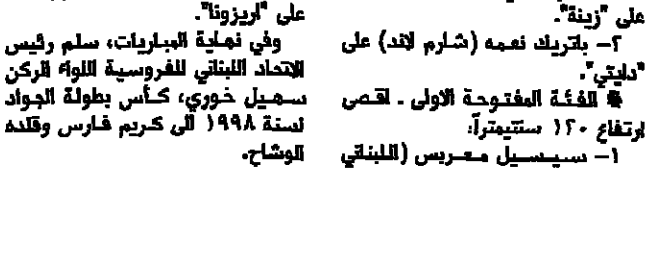 على "زينة".
٢– باتريك نعمه (شارم لاند) على
"دايتي".
* الفئة المفتوحة الاولى ـ اقصى
ارتفاع ١٢٠ سنتيمتراً:
١– سيسيل معربس (اللبناني
على "اريزونا".
وفي نهاية المباريات، سلم رئيس
الاتحاد اللبناني للفروسية اللواء الركن
سهيل خوري، كأس بطولة الجواد
لسنة ١٩٩٨ الى كريم فارس وقلده
الوشاح.